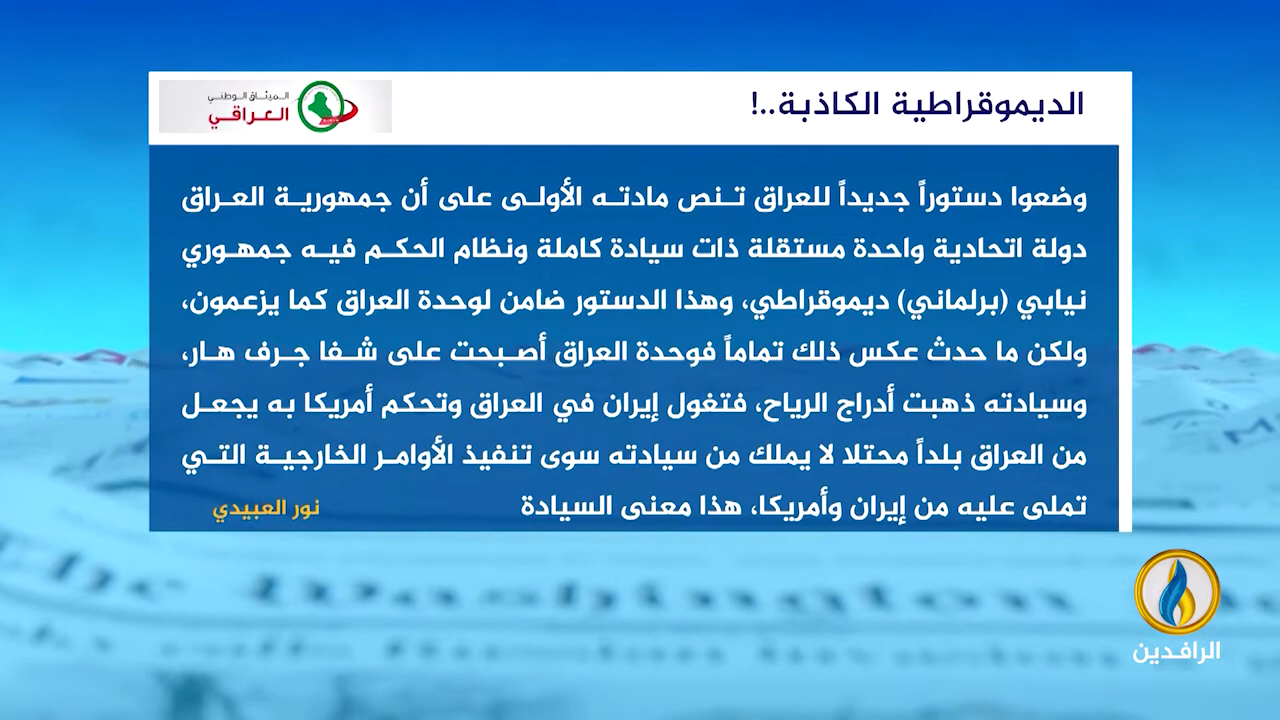 الديموقراطية الكاذبة..!
الميثاق الوطني
العراقي
وضعوا دستوراً جديداً للعراق تنص مادته الأولى على أن جمهورية العراق
دولة اتحادية واحدة مستقلة ذات سيادة كاملة ونظام الحكم فيه جمهوري
نيابي (برلماني) ديموقراطي، وهذا الدستور ضامن لوحدة العراق كما يزعمون،
ولكن ما حدث عكس ذلك تماماً فوحدة العراق أصبحت على شفا جرف هار،
وسيادته ذهبت أدراج الرياح، فتغول إيران في العراق وتحكم أمريكا به يجعل
من العراق بلداً محتلا لا يملك من سيادته سوى تنفيذ الأوامر الخارجية التي
تملى عليه من إيران وأمريكا، هذا معنى السيادة
نور العبيدي
The Washington
الرافدين